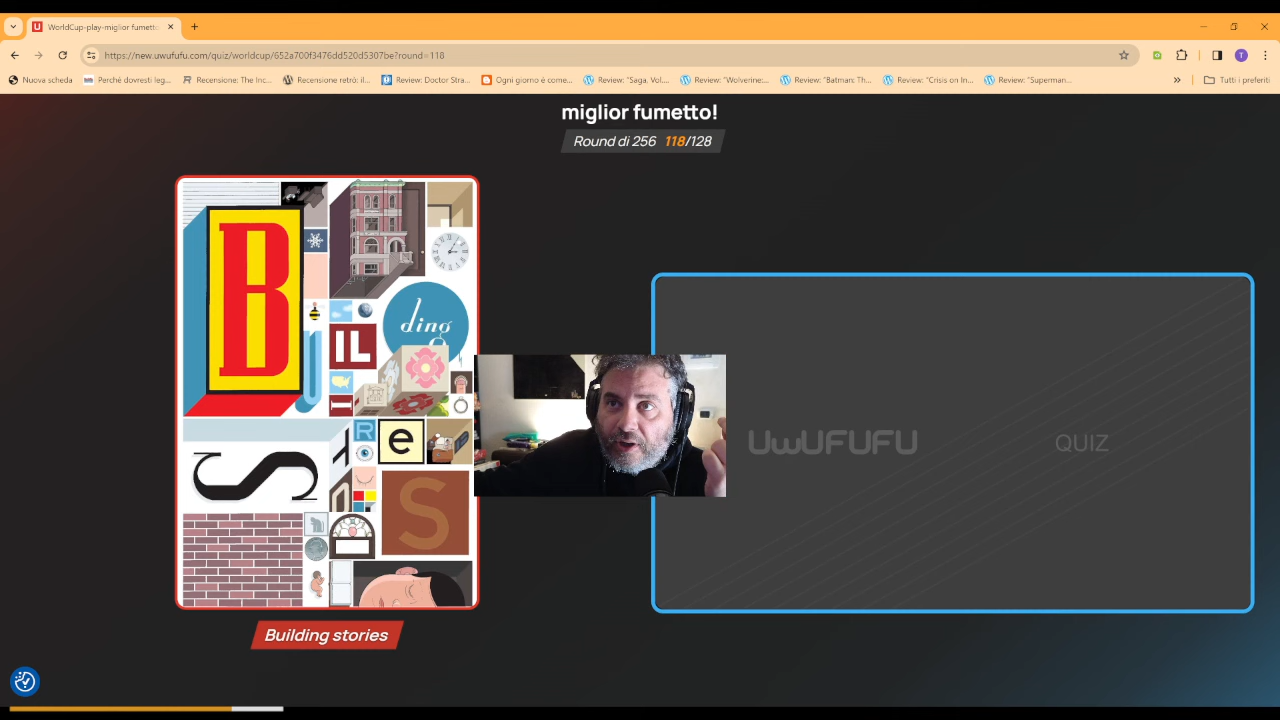 WorldCup-play-miglior fumetto
https://new.uwufufu.com/quiz/worldcup/652a700f3476dd520d5307be?round=118
T
Nuova scheda
Perché dovresti leg...
Recensione: The Inc...
Recensione retrò: il...
Review: Doctor Stra...
Ogni giorno è come...
Review: "Saga, Vol....
Review: "Wolverine:...
Review: "Batman: Th...
Review: "Crisis on In...
Review: "Superman...
Tutti i preferiti
miglior fumetto!
Round di 256 118/128
B
U
IL
ding
S
T
O
R
I
e
S
UwUFUFU
QUIZ
Building stories